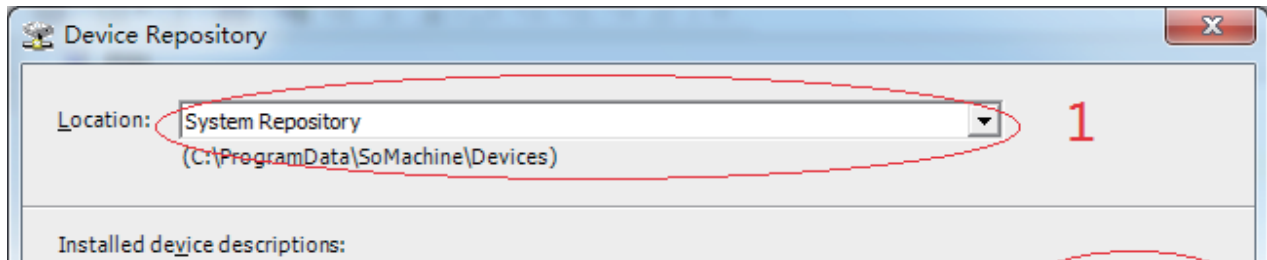 Device Repository
Location: System Repository 1
(C:\ProgramData\SoMachine\Devices)
Installed device descriptions: